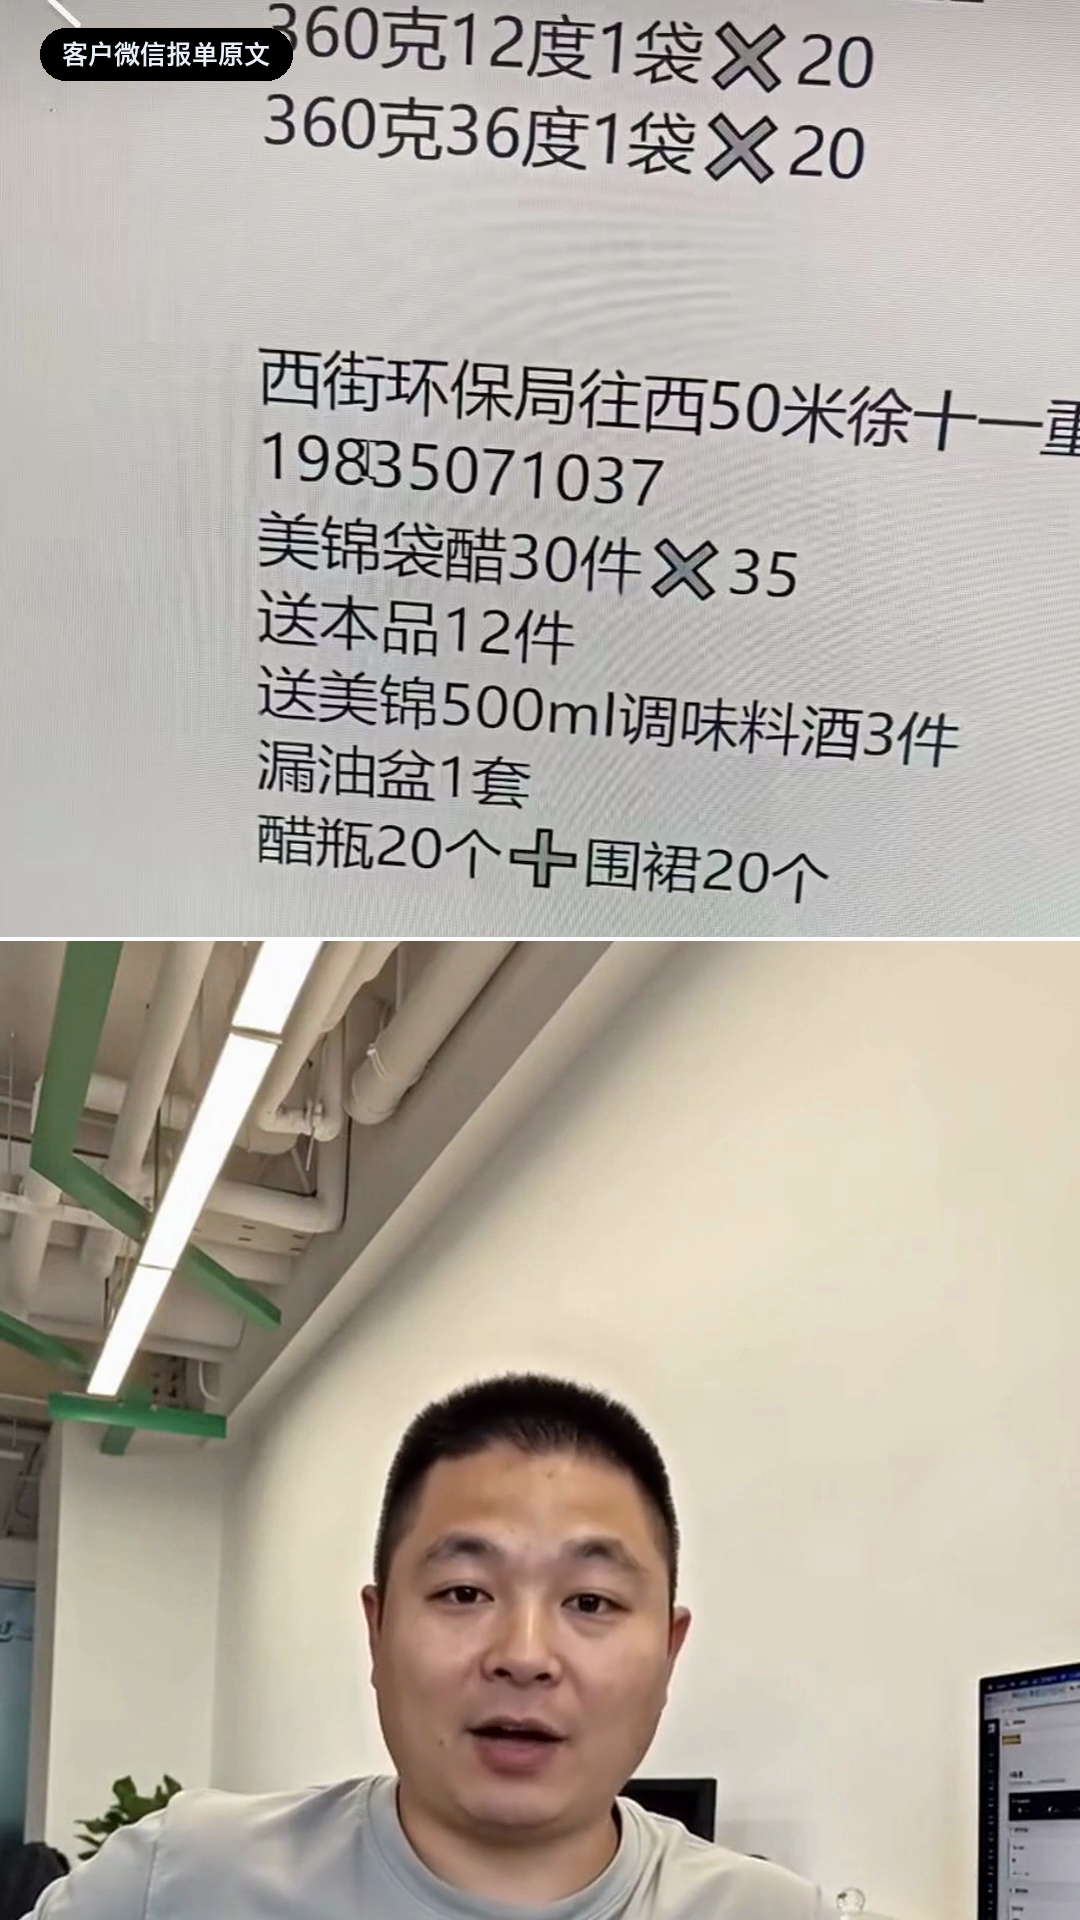 客户微信报单原文
360克12度1袋✖20
360克36度1袋✖20
西街环保局往西50米徐十一重
19835071037
美锦袋醋30件✖35
送本品12件
送美锦500ml调味料酒3件
漏油盆1套
醋瓶20个➕围裙20个